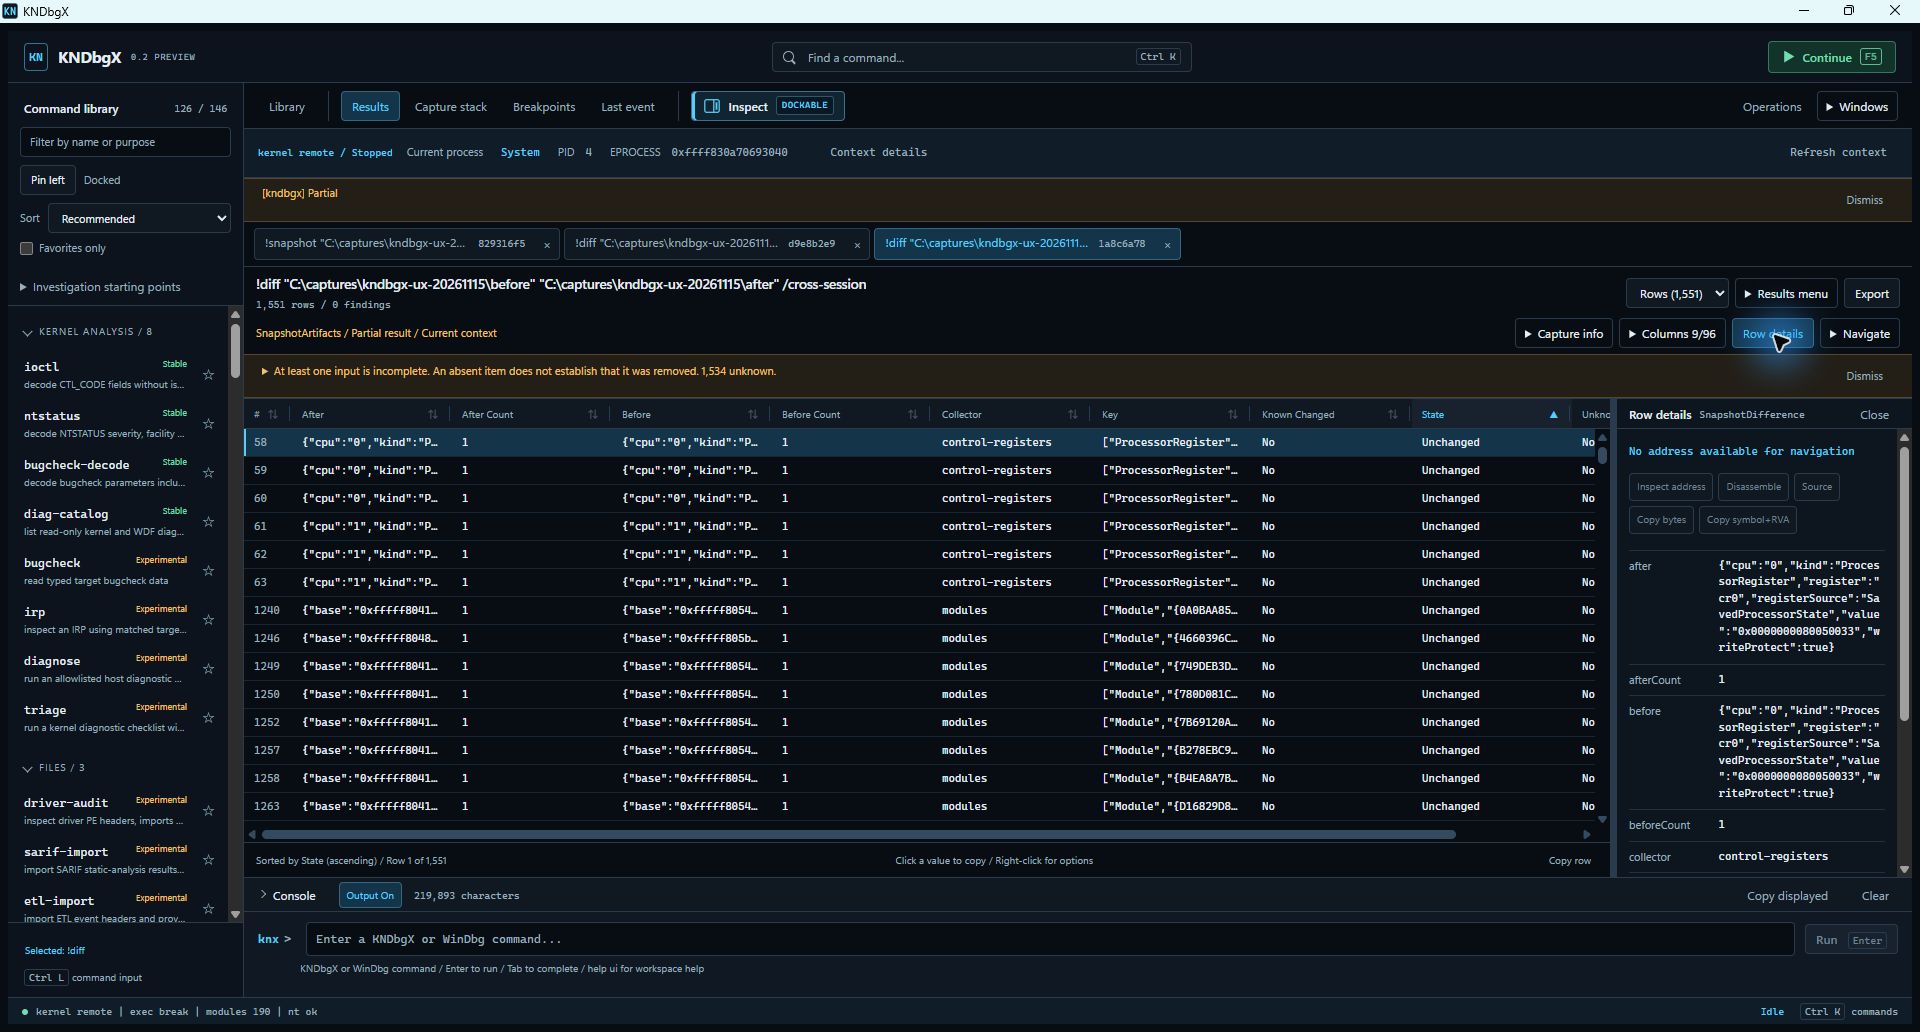 KN KNDbgX
KN KNDbgX 0.2 PREVIEW
Find a command... Ctrl K
Continue F5
Command library 126 / 146
Filter by name or purpose
Pin left Docked
Sort Recommended
Favorites only
Investigation starting points
KERNEL ANALYSIS / 8
ioctl Stable
decode CTL_CODE fields without is...
ntstatus Stable
decode NTSTATUS severity, facility ...
bugcheck-decode Stable
decode bugcheck parameters inclu...
diag-catalog Stable
list read-only kernel and WDF diag...
bugcheck Experimental
read typed target bugcheck data
irp Experimental
inspect an IRP using matched targe...
diagnose Experimental
run an allowlisted host diagnostic ...
triage Experimental
run a kernel diagnostic checklist wi...
FILES / 3
driver-audit Experimental
inspect driver PE headers, imports ...
sarif-import Experimental
import SARIF static-analysis results...
etl-import Experimental
import ETL event headers and prov...
Selected: !diff
Ctrl L command input
Library Results Call stack Breakpoints Last event Inspect DOCKABLE Operations Windows
kernel remote / Stopped Current process System PID 4 EPROCESS 0xffff830a70693040 Context details Refresh context
[kndbgx] Partial Dismiss
!snapshot "C:\captures\kndbgx-ux-2... 829316f5 × !diff "C:\captures\kndbgx-ux-2026111... d9e8b2e9 × !diff "C:\captures\kndbgx-ux-2026111... 1a8c6a78 ×
!diff "C:\captures\kndbgx-ux-20261115\before" "C:\captures\kndbgx-ux-20261115\after" /cross-session
1,551 rows / 0 findings
Rows (1,551) Results menu Export
SnapshotArtifacts / Partial result / Current context
Capture info Columns 9/96 Row details Navigate
At least one input is incomplete. An absent item does not establish that it was removed. 1,534 unknown. Dismiss
# After After Count Before Before Count Collector Key Known Changed State Unkno
58 {"cpu":"0","kind":"P... 1 {"cpu":"0","kind":"P... 1 control-registers ["ProcessorRegister"... No Unchanged No
59 {"cpu":"0","kind":"P... 1 {"cpu":"0","kind":"P... 1 control-registers ["ProcessorRegister"... No Unchanged No
60 {"cpu":"0","kind":"P... 1 {"cpu":"0","kind":"P... 1 control-registers ["ProcessorRegister"... No Unchanged No
61 {"cpu":"1","kind":"P... 1 {"cpu":"1","kind":"P... 1 control-registers ["ProcessorRegister"... No Unchanged No
62 {"cpu":"1","kind":"P... 1 {"cpu":"1","kind":"P... 1 control-registers ["ProcessorRegister"... No Unchanged No
63 {"cpu":"1","kind":"P... 1 {"cpu":"1","kind":"P... 1 control-registers ["ProcessorRegister"... No Unchanged No
1240 {"base":"0xfffff8041... 1 {"base":"0xfffff8054... 1 modules ["Module","{0A0BAA85... No Unchanged No
1246 {"base":"0xfffff8048... 1 {"base":"0xfffff805b... 1 modules ["Module","{4660396C... No Unchanged No
1249 {"base":"0xfffff8041... 1 {"base":"0xfffff8054... 1 modules ["Module","{749DEB3D... No Unchanged No
1250 {"base":"0xfffff8041... 1 {"base":"0xfffff8054... 1 modules ["Module","{780D081C... No Unchanged No
1252 {"base":"0xfffff8041... 1 {"base":"0xfffff8054... 1 modules ["Module","{7B69120A... No Unchanged No
1257 {"base":"0xfffff8041... 1 {"base":"0xfffff8054... 1 modules ["Module","{B278EBC9... No Unchanged No
1258 {"base":"0xfffff8041... 1 {"base":"0xfffff8054... 1 modules ["Module","{B4EA8A7B... No Unchanged No
1263 {"base":"0xfffff8041... 1 {"base":"0xfffff8054... 1 modules ["Module","{D16829D8... No Unchanged No
Sorted by State (ascending) / Row 1 of 1,551 Click a value to copy / Right-click for options Copy row
Row details SnapshotDifference Close
No address available for navigation
Inspect address Disassemble Source
Copy bytes Copy symbol+RVA
after {"cpu":"0","kind":"Proces
sorRegister","register":"
cr0","registerSource":"Sa
vedProcessorState","value
":"0x0000000080050033","w
riteProtect":true}
afterCount 1
before {"cpu":"0","kind":"Proces
sorRegister","register":"
cr0","registerSource":"Sa
vedProcessorState","value
":"0x0000000080050033","w
riteProtect":true}
beforeCount 1
collector control-registers
Console Output On 219,893 characters Copy displayed Clear
knx > Enter a KNDbgX or WinDbg command... Run Enter
KNDbgX or WinDbg command / Enter to run / Tab to complete / help ui for workspace help
kernel remote | exec break | modules 190 | nt ok Idle Ctrl K commands